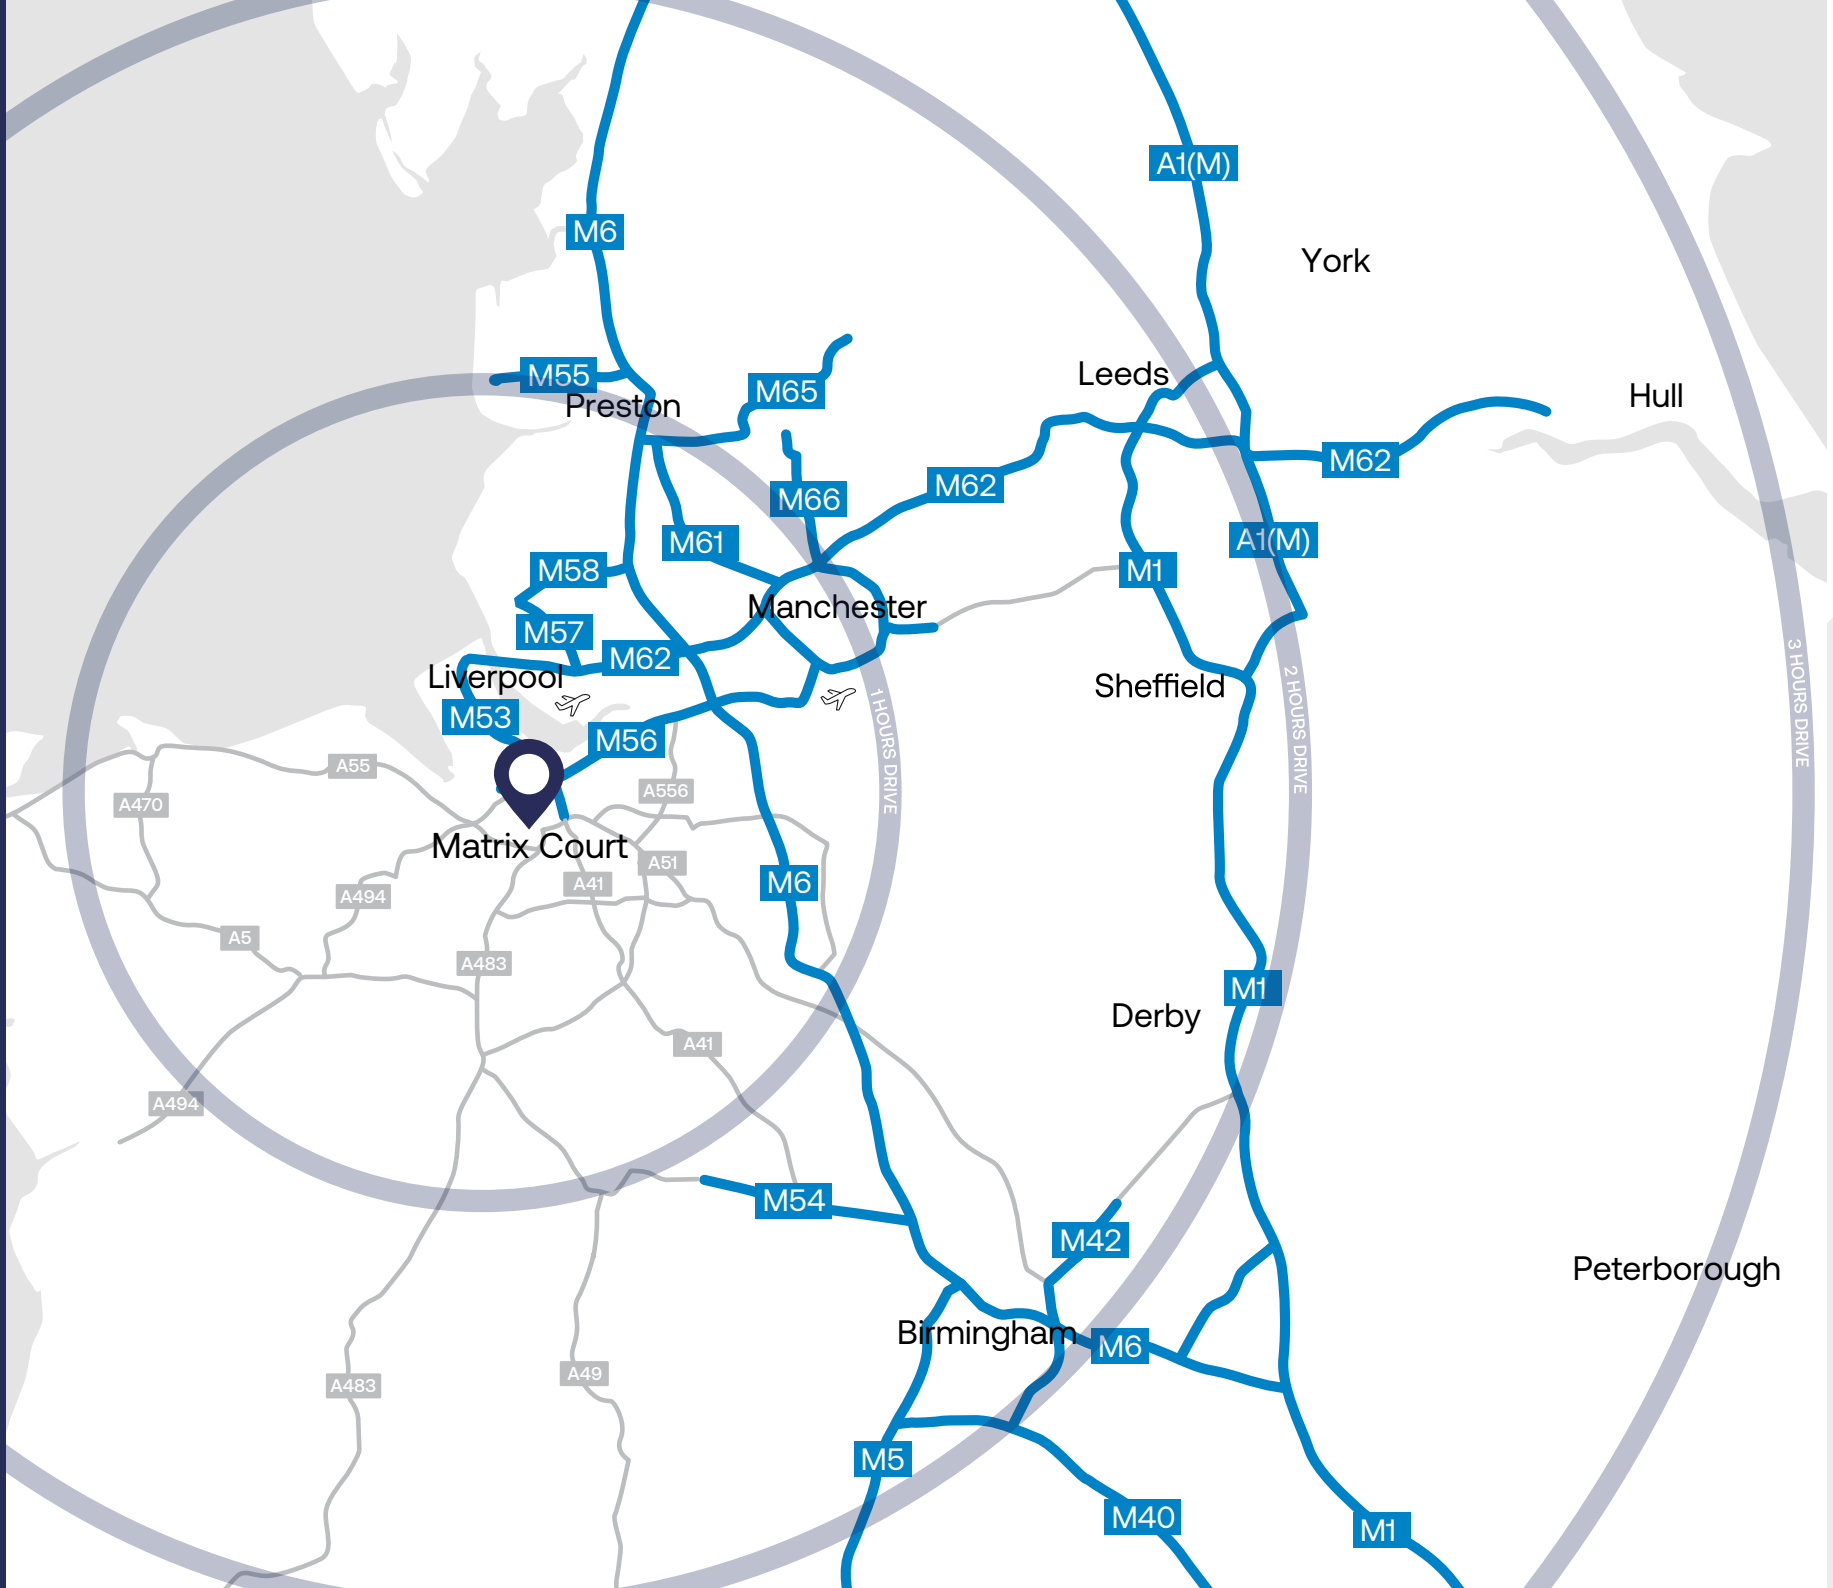 A1(M)
M6
York
M55
M65
Leeds
Preston
Hull
M62
M62
M66
M61
A1(M)
M58
M1
Manchester
M57
M62
Liverpool
Sheffield
M53
M56
1 HOURS DRIVE
2 HOURS DRIVE
3 HOURS DRIVE
A55
A470
A556
Matrix Court
A51
A41
M6
A494
A5
A483
M1
Derby
A41
A494
M54
M42
Peterborough
Birmingham
M6
A49
A483
M5
M40
M1